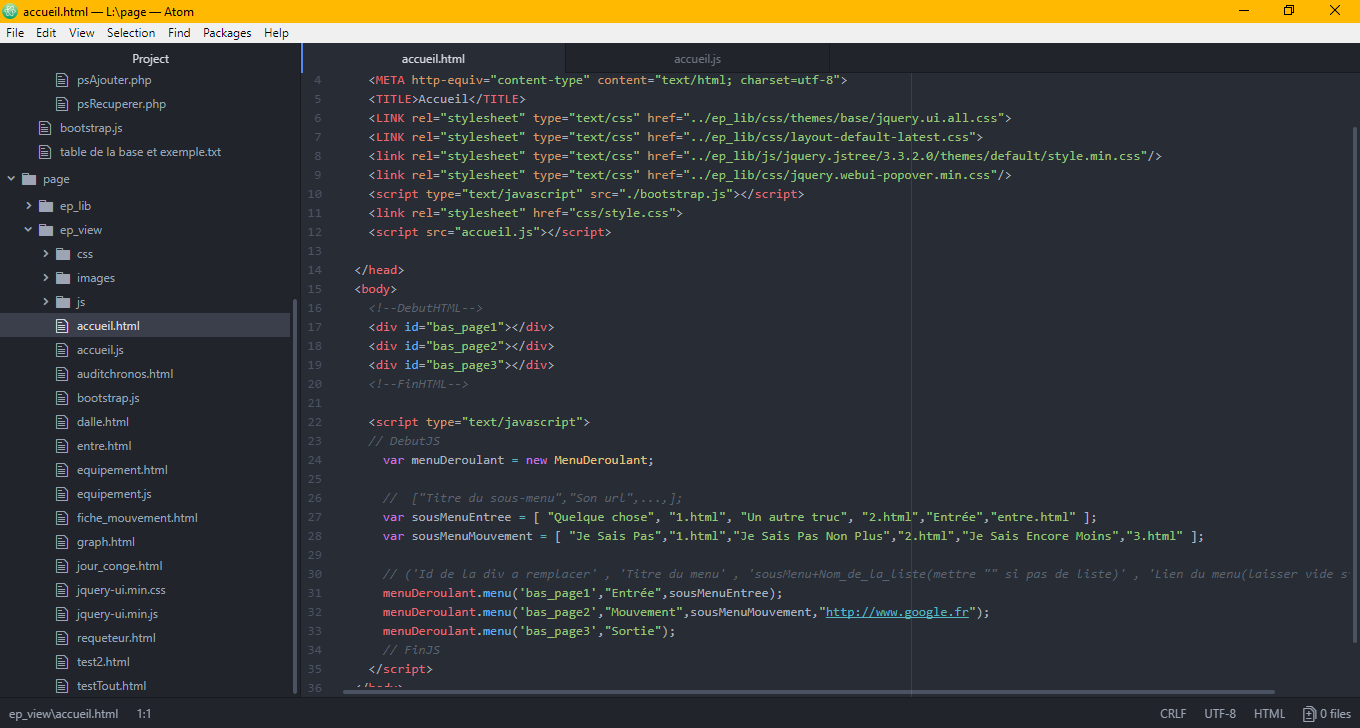 accueil.html — L:\page — Atom
File Edit View Selection Find Packages Help
Project
psAjouter.php
psRecuperer.php
bootstrap.js
table de la base et exemple.txt
page
ep_lib
ep_view
css
images
js
accueil.html
accueil.js
auditchronos.html
bootstrap.js
dalle.html
entre.html
equipement.html
equipement.js
fiche_mouvement.html
graph.html
jour_conge.html
jquery-ui.min.css
jquery-ui.min.js
requeteur.html
test2.html
testTout.html
accueil.html accueil.js
4 <META http-equiv="content-type" content="text/html; charset=utf-8">
5 <TITLE>Accueil</TITLE>
6 <LINK rel="stylesheet" type="text/css" href="../ep_lib/css/themes/base/jquery.ui.all.css">
7 <LINK rel="stylesheet" type="text/css" href="../ep_lib/css/layout-default-latest.css">
8 <link rel="stylesheet" type="text/css" href="../ep_lib/js/jquery.jstree/3.3.2.0/themes/default/style.min.css"/>
9 <link rel="stylesheet" type="text/css" href="../ep_lib/css/jquery.webui-popover.min.css"/>
10 <script type="text/javascript" src="./bootstrap.js"></script>
11 <link rel="stylesheet" href="css/style.css">
12 <script src="accueil.js"></script>
13
14 </head>
15 <body>
16 <!--DebutHTML-->
17 <div id="bas_page1"></div>
18 <div id="bas_page2"></div>
19 <div id="bas_page3"></div>
20 <!--FinHTML-->
21
22 <script type="text/javascript">
23 // DebutJS
24 var menuDeroulant = new MenuDeroulant;
25
26 // ["Titre du sous-menu","Son url",...,];
27 var sousMenuEntree = [ "Quelque chose", "1.html", "Un autre truc", "2.html","Entrée","entre.html" ];
28 var sousMenuMouvement = [ "Je Sais Pas","1.html","Je Sais Pas Non Plus","2.html","Je Sais Encore Moins","3.html" ];
29
30 // ('Id de la div a remplacer' , 'Titre du menu' , 'sousMenu+Nom_de_la_liste(mettre "" si pas de liste)' , 'Lien du menu(laisser vide s
31 menuDeroulant.menu('bas_page1',"Entrée",sousMenuEntree);
32 menuDeroulant.menu('bas_page2',"Mouvement",sousMenuMouvement,"http://www.google.fr");
33 menuDeroulant.menu('bas_page3',"Sortie");
34 // FinJS
35 </script>
36 </body>
ep_view\accueil.html 1:1 CRLF UTF-8 HTML 0 files